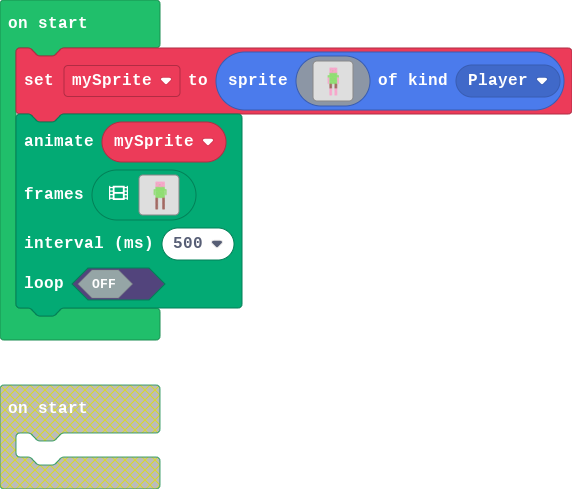 on start
set mySprite to sprite of kind Player
animate mySprite
frames
interval (ms) 500
loop OFF
on start